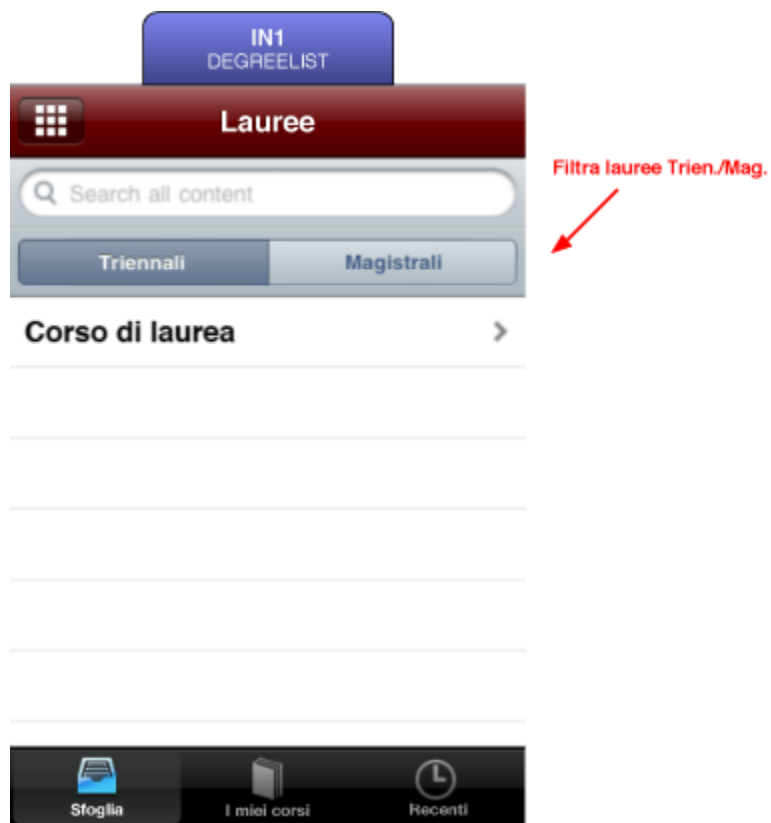 IN1
DEGREELIST
Lauree
Filtra lauree Trien./Mag.
Search all content
Triennali Magistrali
Corso di laurea
Sfoglia I miei corsi Recenti